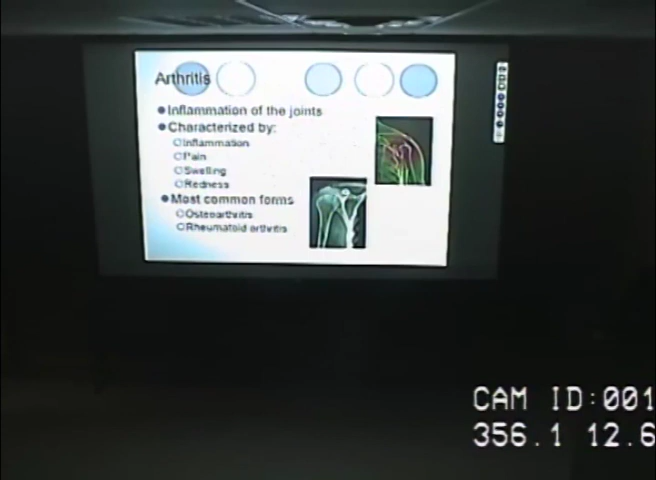 Arthritis
Inflammation of the joints
Characterized by:
Inflammation
Pain
Swelling
Redness
Most common forms
Osteoarthritis
Rheumatoid arthritis
CAM ID:001
356.1 12.6